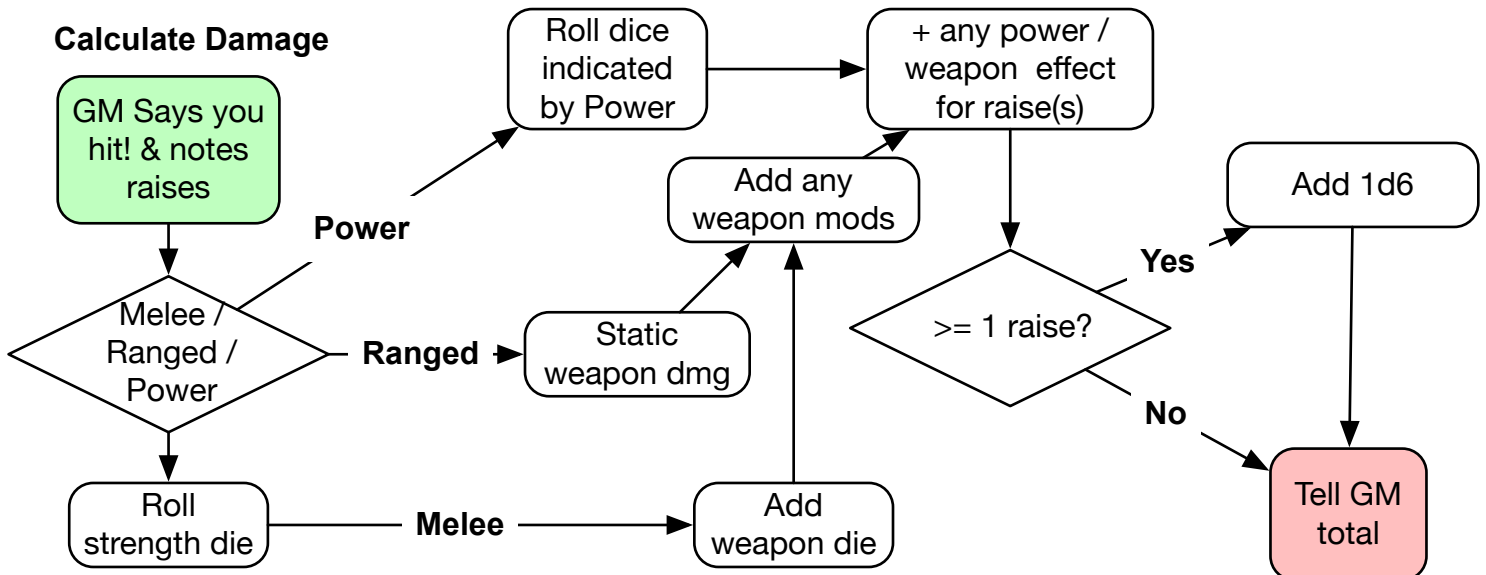 Calculate Damage
GM Says you
hit! & notes
raises
Roll dice
indicated
by Power
+ any power /
weapon effect
for raise(s)
Add any
weapon mods
Add 1d6
Power
Yes
Melee /
Ranged /
Power
Ranged
Static
weapon dmg
>= 1 raise?
No
Roll
strength die
Melee
Add
weapon die
Tell GM
total